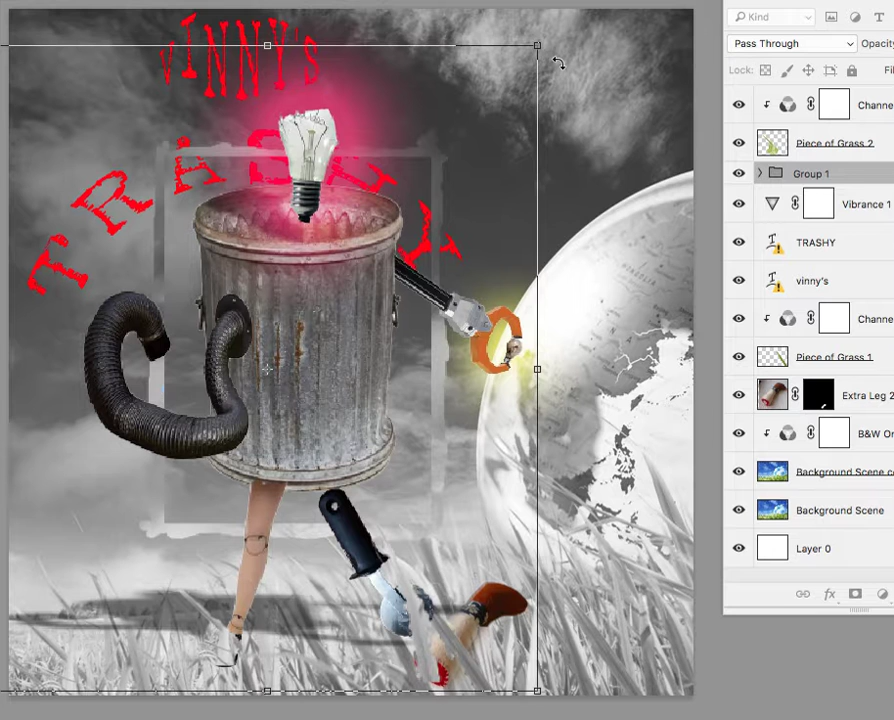 VINNY'S
TRASHY
Kind
Pass Through
Opacity
Lock:
Channe
Piece of Grass 2
Group 1
Vibrance 1
TRASHY
vinny's
Channe
Piece of Grass 1
Extra Leg 2
B&W
Background Scene
Background Scene
Layer 0
fx